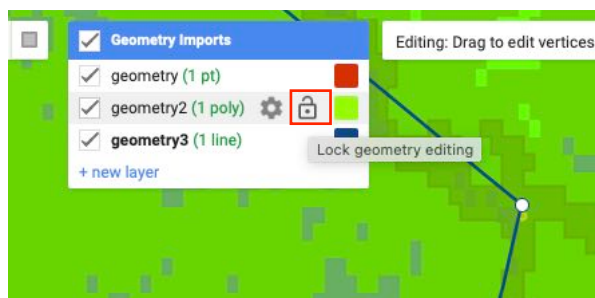 Geometry Imports
Editing: Drag to edit vertices
geometry (1 pt)
geometry2 (1 poly)
geometry3 (1 line)
Lock geometry editing
+ new layer